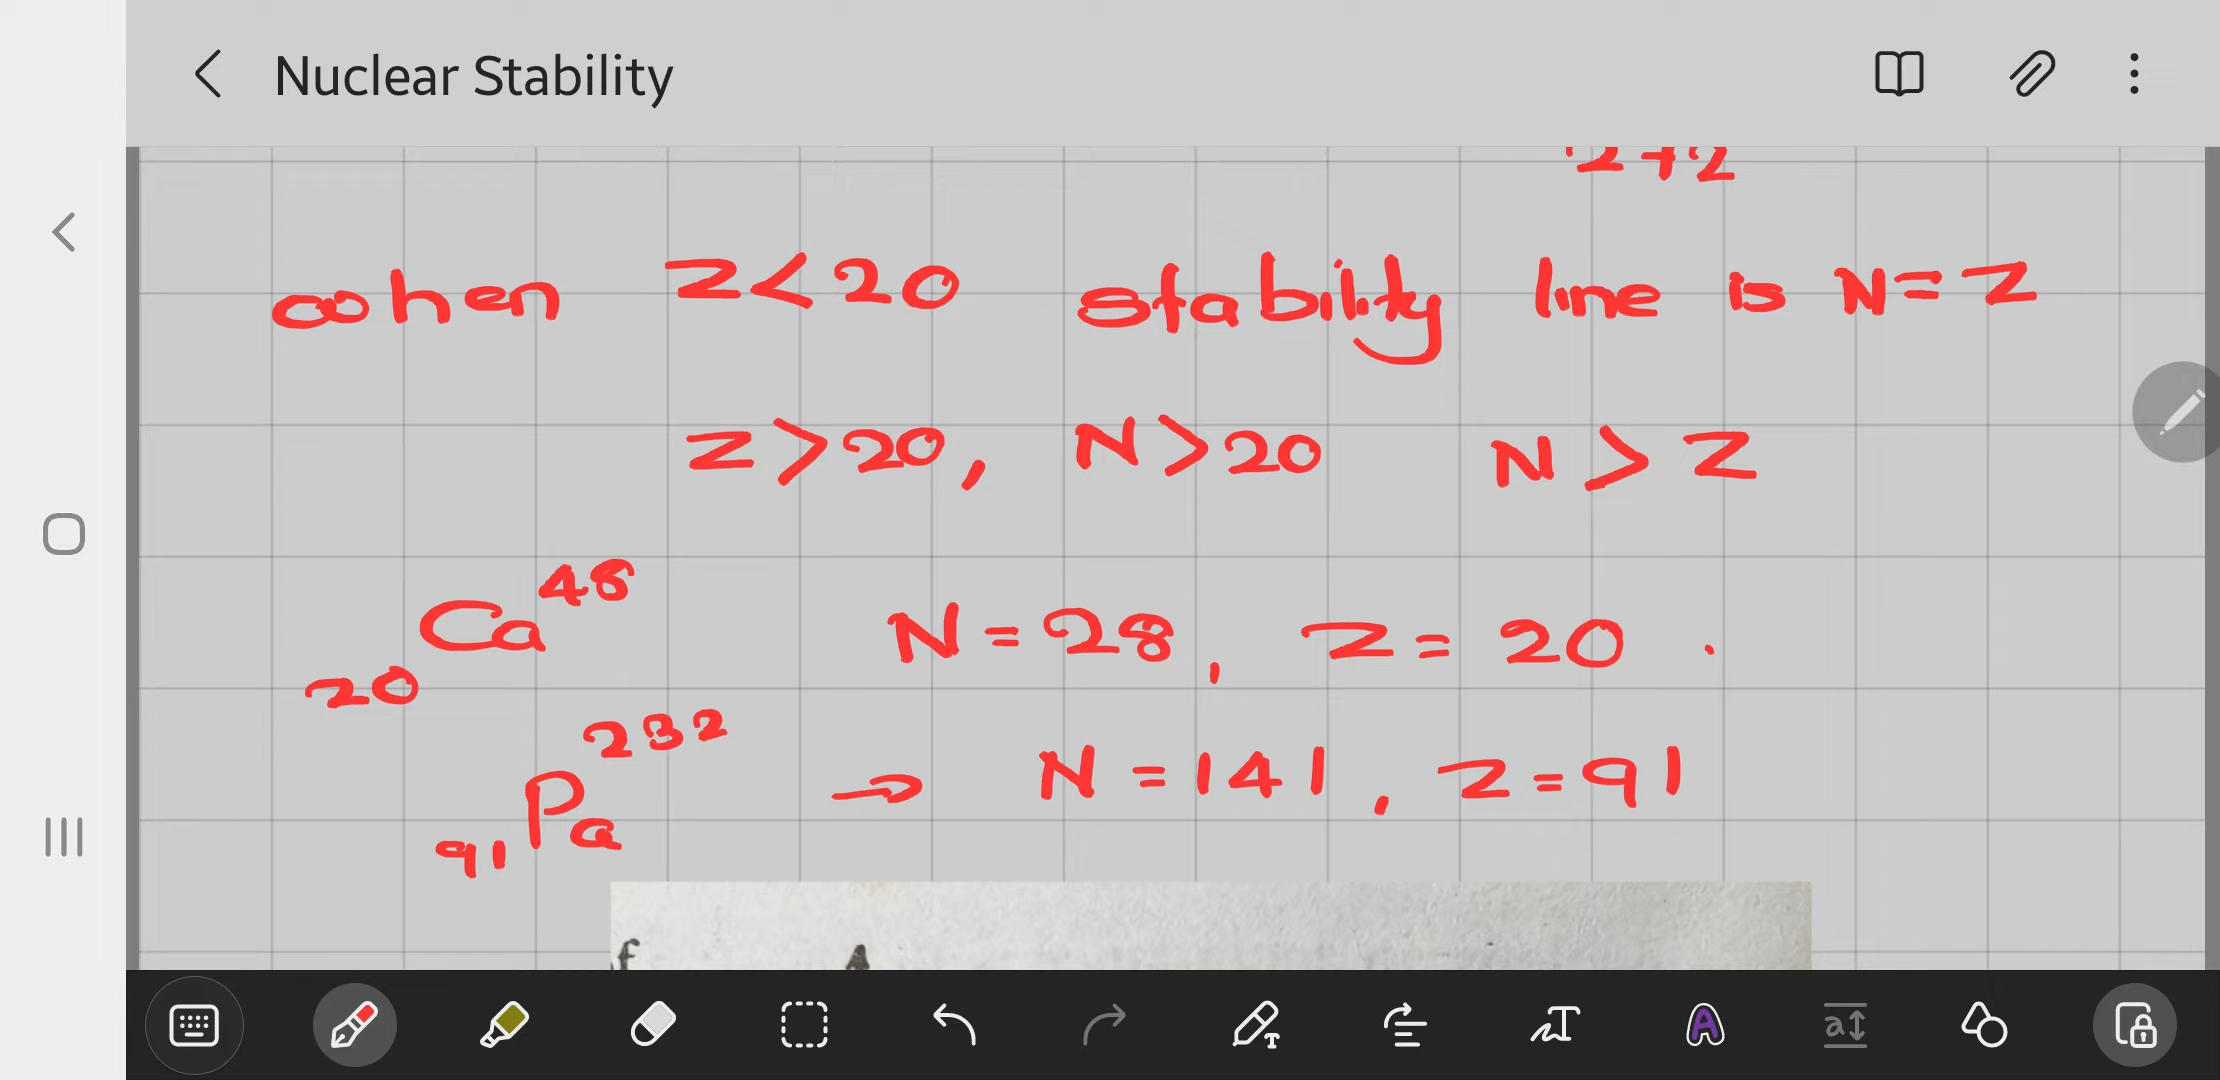 Nuclear Stability
when Z<20 stability line is N=Z
Z>20, N>20 N>Z
20Ca48 N=28, Z=20.
91Pa232 → N=141, Z=91
f A